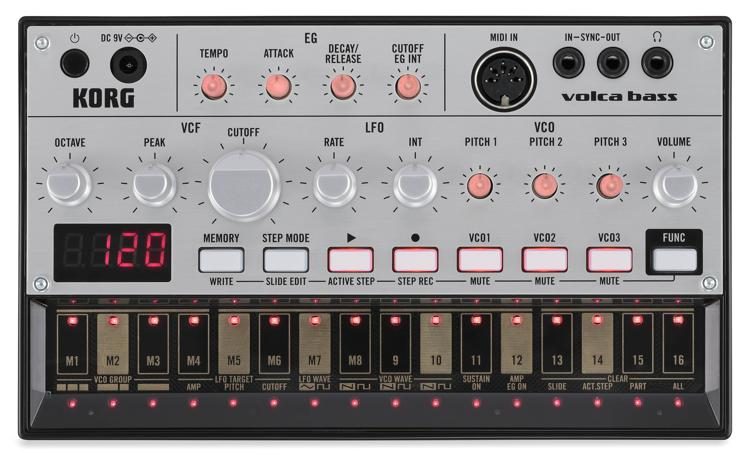 DC 9V
KORG
EG
TEMPO
ATTACK
DECAY/
RELEASE
CUTOFF
EG INT
MIDI IN
IN-SYNC-OUT
volca bass
VCF
LFO
VCO
OCTAVE
PEAK
CUTOFF
RATE
INT
PITCH 1
PITCH 2
PITCH 3
VOLUME
120
MEMORY
STEP MODE
VCO1
VCO2
VCO3
FUNC
WRITE
SLIDE EDIT
ACTIVE STEP
STEP REC
MUTE
MUTE
MUTE
M1
M2
M3
M4
M5
M6
M7
M8
9
10
11
12
13
14
15
16
VCO GROUP
AMP
LFO TARGET
PITCH
CUTOFF
LFO WAVE
VCO WAVE
SUSTAIN
ON
AMP
EG ON
CLEAR
SLIDE
ACT.STEP
PART
ALL